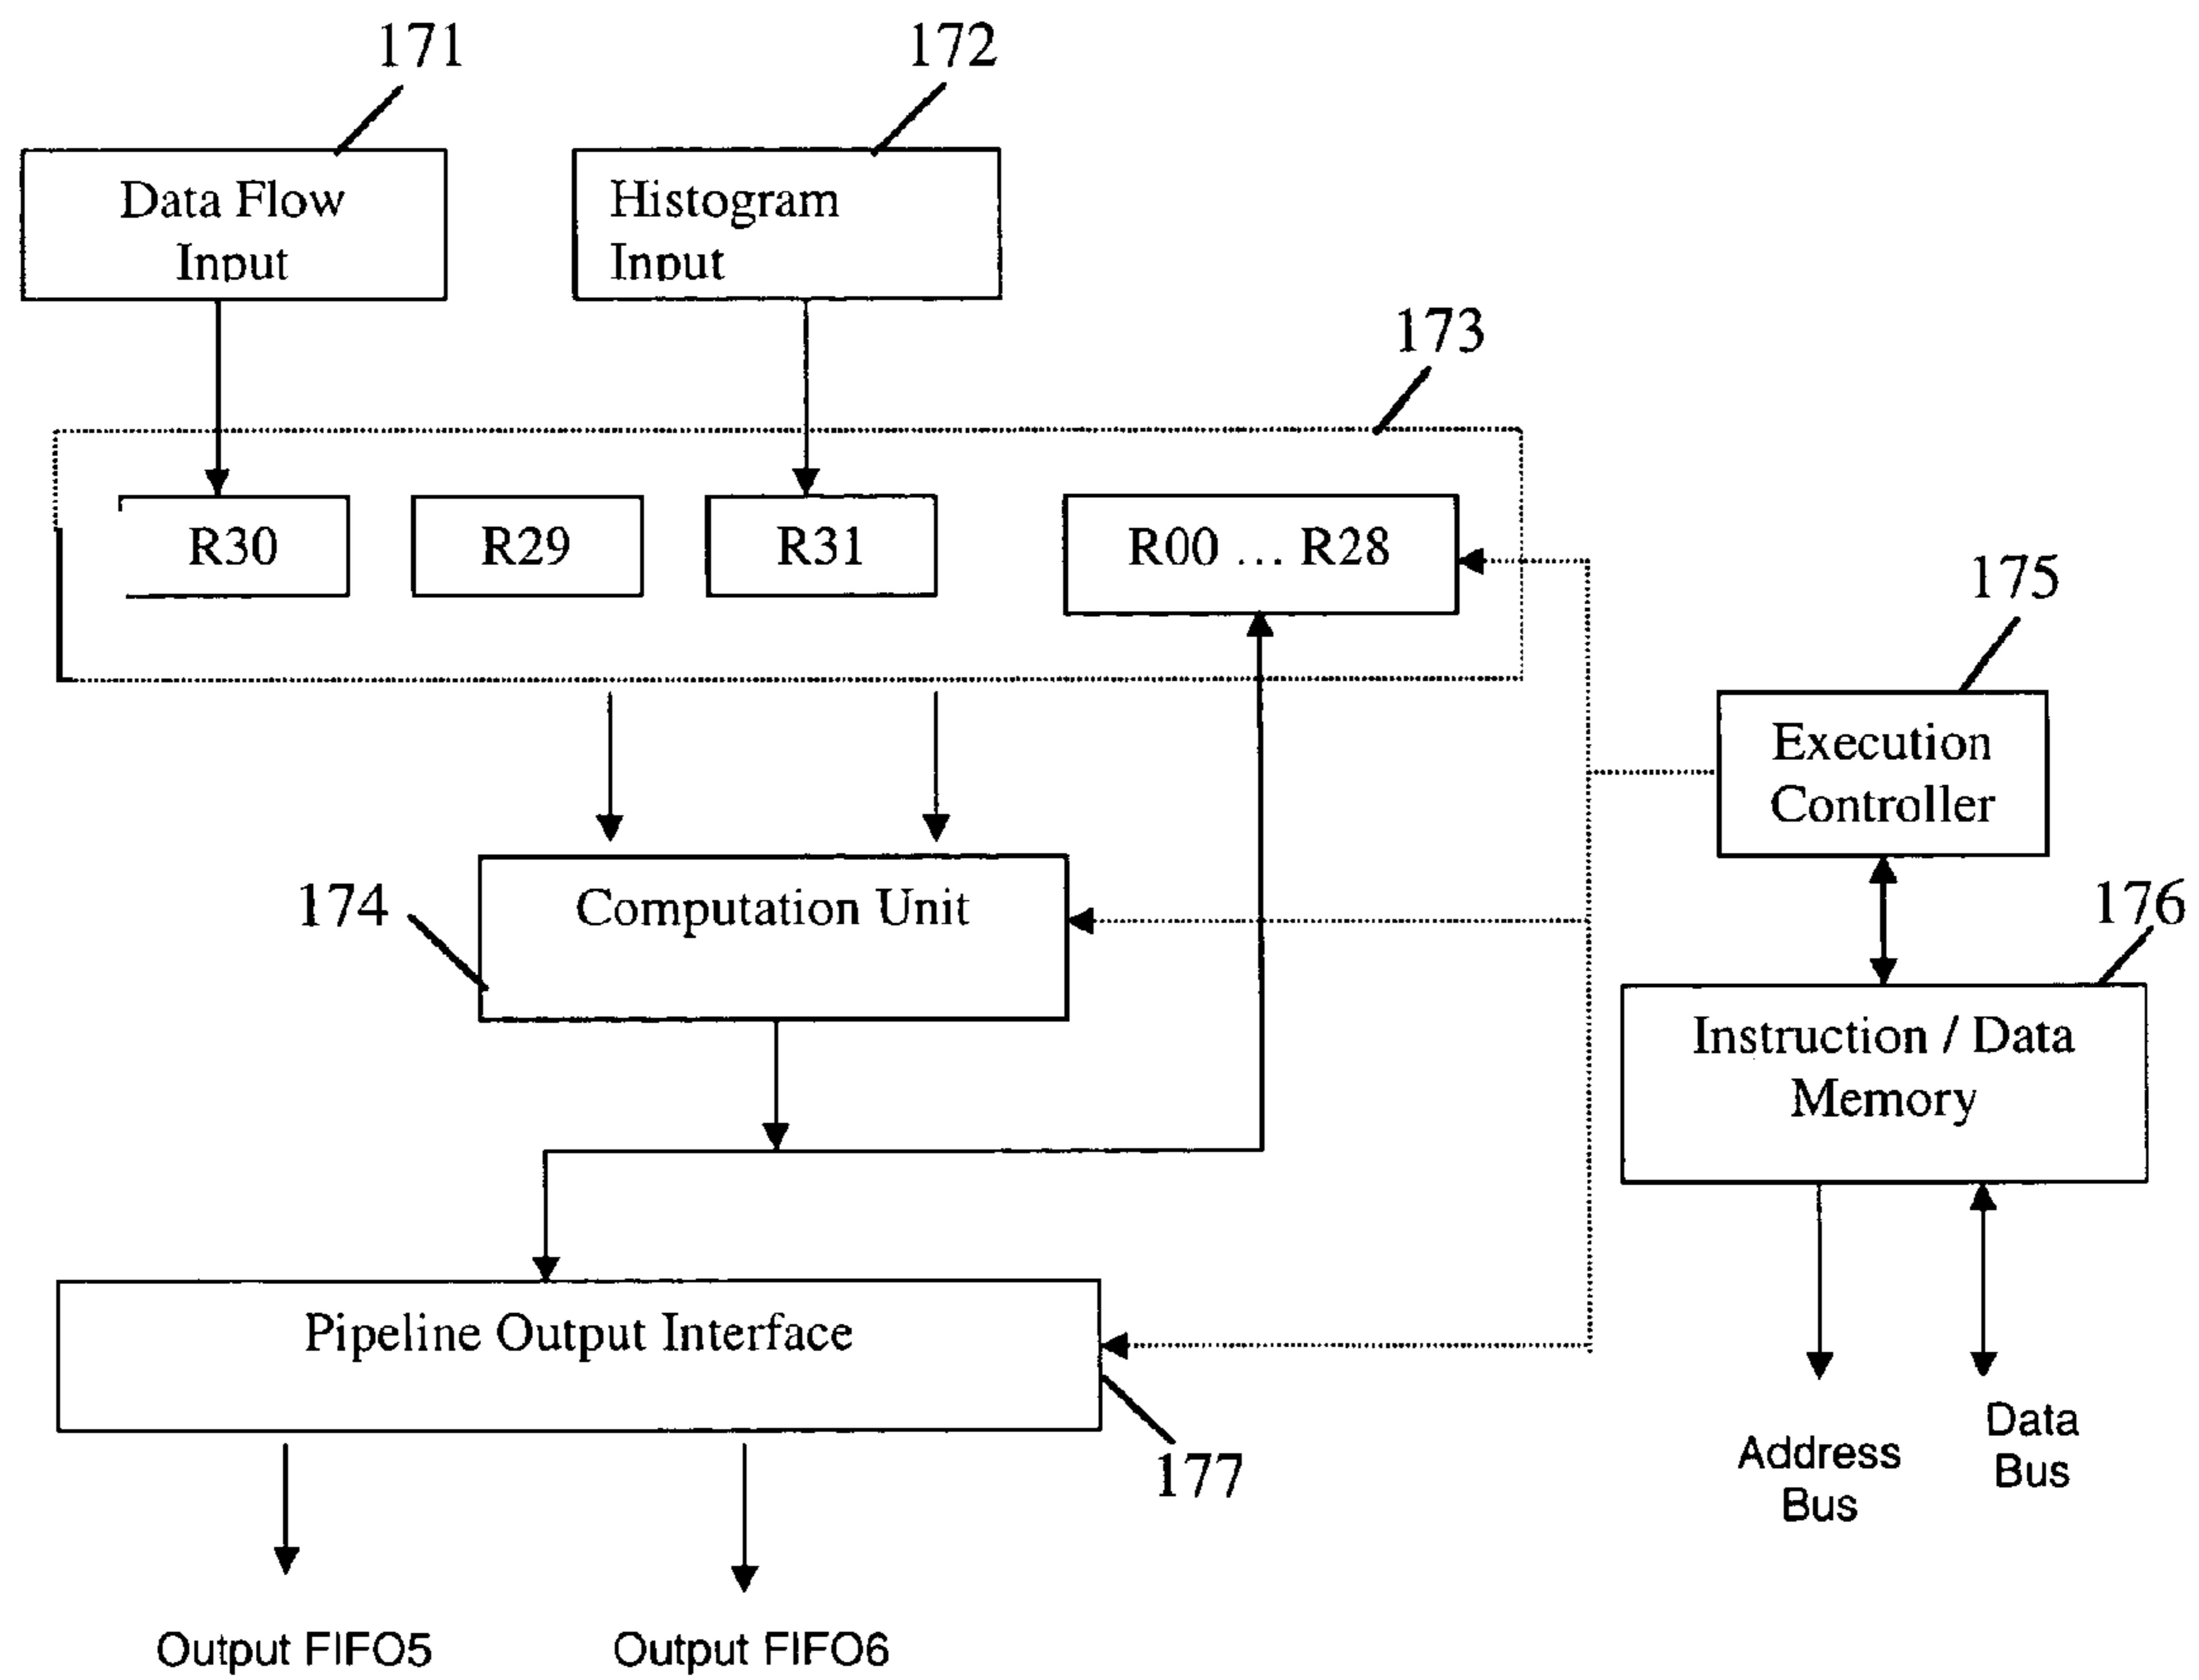 171
172
Data Flow
Input
Histogram
Input
173
R30
R29
R31
R00 ... R28
175
Execution
Controller
174
Computation Unit
176
Instruction / Data
Memory
Pipeline Output Interface
177
Address
Bus
Data
Bus
Output FIFO5
Output FIFO6